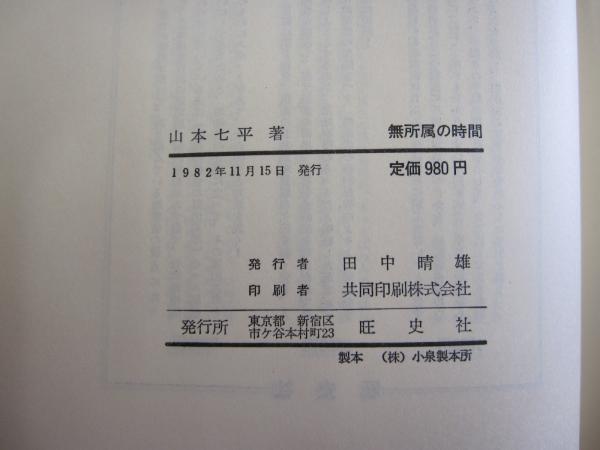 山本七平 著 無所属の時間
1982年11月15日 発行 定価980円
発行者 田中晴雄
印刷者 共同印刷株式会社
発行所 東京都 新宿区 旺史社
市ケ谷本村町23
製本 (株)小泉製本所